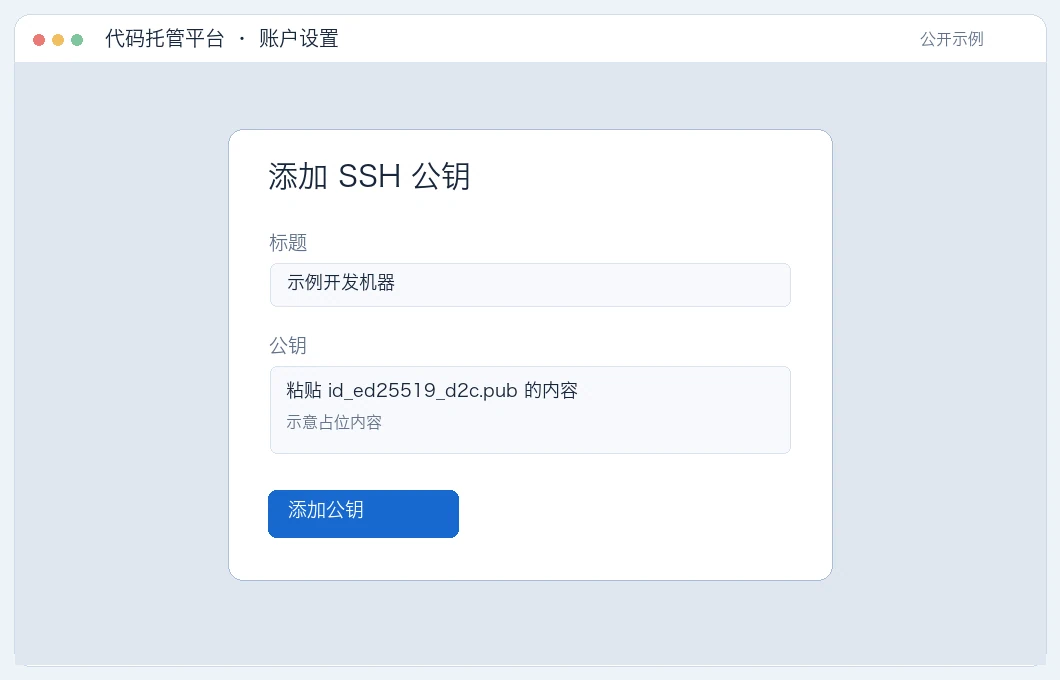 代码托管平台 · 账户设置
公开示例
添加 SSH 公钥
标题
示例开发机器
公钥
粘贴 id_ed25519_d2c.pub 的内容
示意占位内容
添加公钥